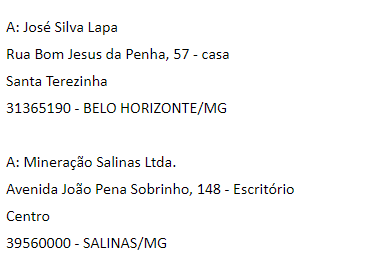 A: José Silva Lapa
Rua Bom Jesus da Penha, 57 - casa
Santa Terezinha
31365190 - BELO HORIZONTE/MG
A: Mineração Salinas Ltda.
Avenida João Pena Sobrinho, 148 - Escritório
Centro
39560000 - SALINAS/MG